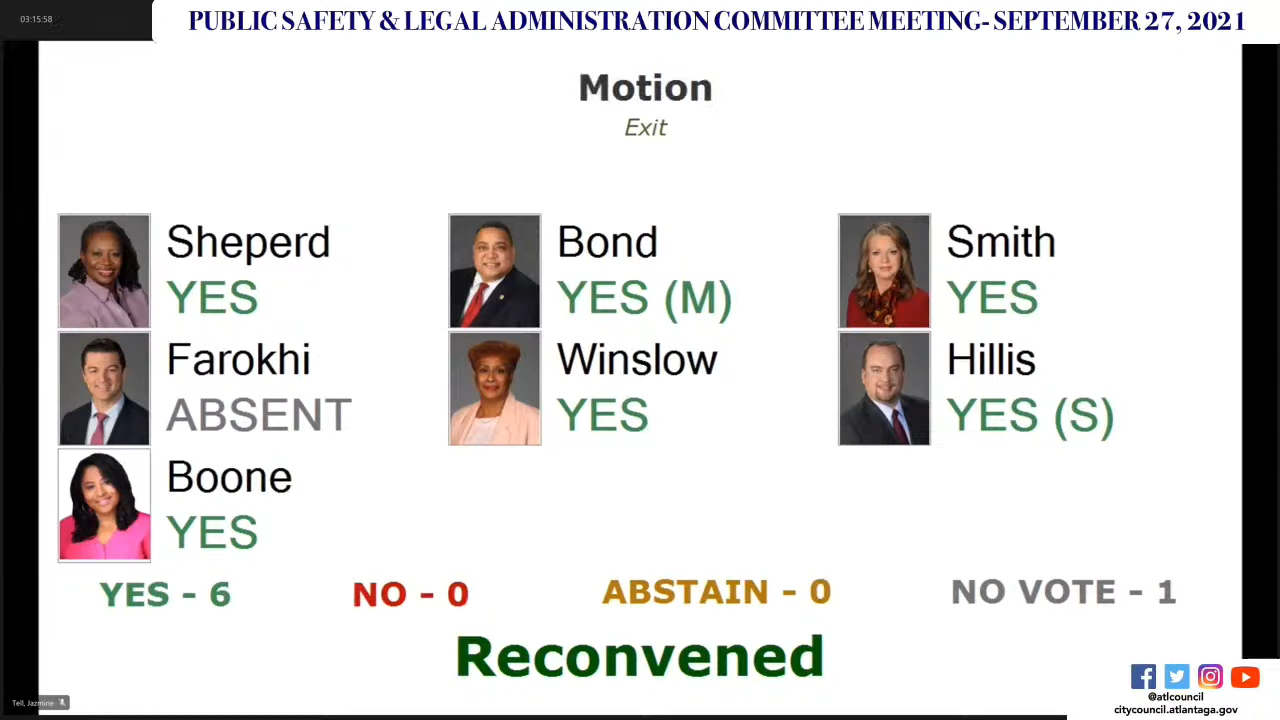 03:15:58
PUBLIC SAFETY & LEGAL ADMINISTRATION COMMITTEE MEETING- SEPTEMBER 27, 2021
Motion
Exit
Sheperd
YES
Bond
YES (M)
Smith
YES
Farokhi
ABSENT
Winslow
YES
Hillis
YES (S)
Boone
YES
YES - 6
NO - 0
ABSTAIN - 0
NO VOTE - 1
Reconvened
Tell, Jazmine
@atlcouncil
citycouncil.atlantaga.gov